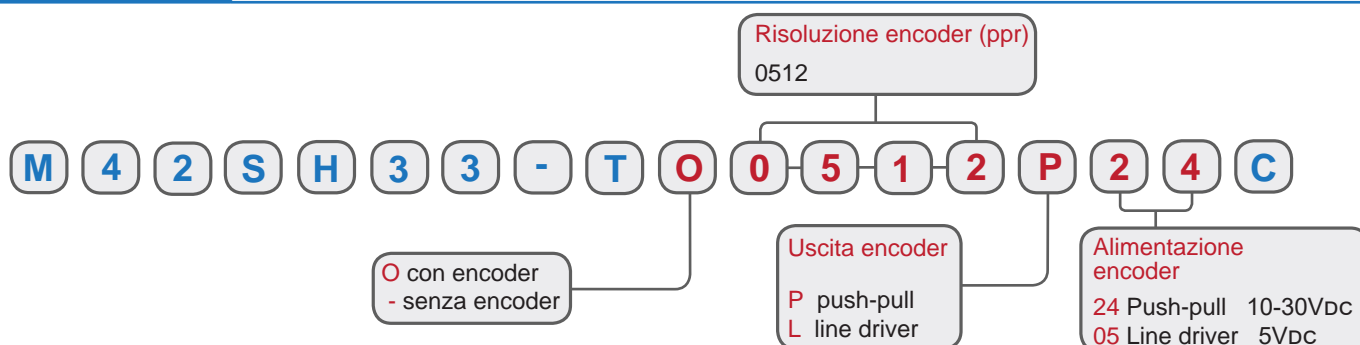 Risoluzione encoder (ppr)
0512
M 4 2 S H 3 3 - T O 0 5 1 2 P 2 4 C
O con encoder
- senza encoder
Uscita encoder
P push-pull
L line driver
Alimentazione
encoder
24 Push-pull 10-30VDC
05 Line driver 5VDC